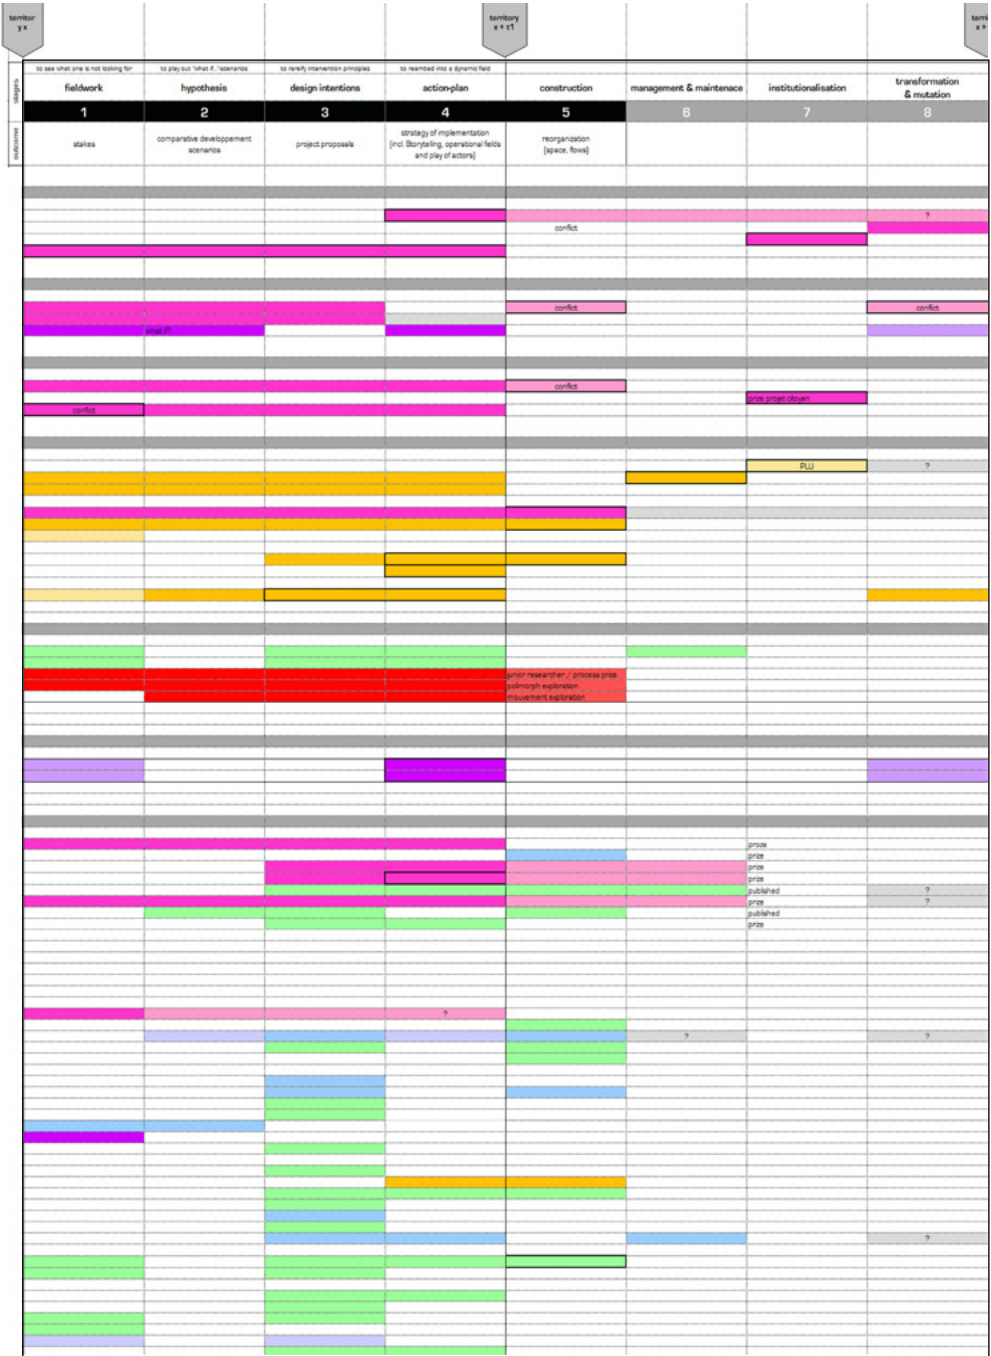 territor
y x
territory
x + t1
x +
to see what one is not looking for
to play out "what if..." scenarios
to rereify intervention principles
to reembed into a dynamic field
stages
fieldwork
hypothesis
design intentions
action-plan
construction
management & maintenace
institutionalisation
transformation
& mutation
1
2
3
4
5
6
7
8
outcome
stakes
comparative developpement
scenarios
project proposals
strategy of implementation
(incl. Storytelling, operational fields
and play of actors)
reorganization
(space, flows)
?
conflict
conflict
conflict
what if?
conflict
prize projet citoyen
conflict
PLU
?
junior researcher / process prize
polimorph exploration
mouvement exploration
proze
prize
prize
prize
published
?
prize
?
published
prize
?
?
?
?